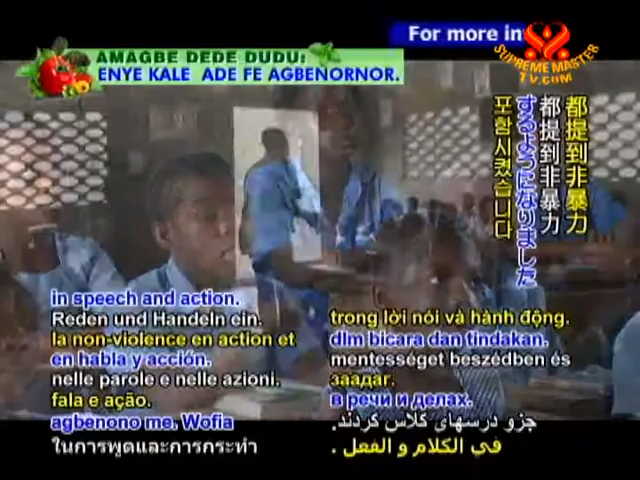 For more in
AMAGBE DEDE DUDU:
ENYE KALE ADE FE AGBENORNOR.
SUPREME MASTER
TV.COM
都提到非暴力
都提到非暴力
するようになりました
포함시켰습니다
in speech and action.
Reden und Handeln ein.
la non-violence en action et
en habla y acción.
nelle parole e nelle azioni.
fala e ação.
agbenono me. Wofia
ในการพูดและการกระทำ
trong lời nói và hành động.
dlm bicara dan tindakan.
mentességet beszédben és
заадаг.
в речи и делах.
جزو درسهای کلاس کردند.
في الكلام و الفعل .